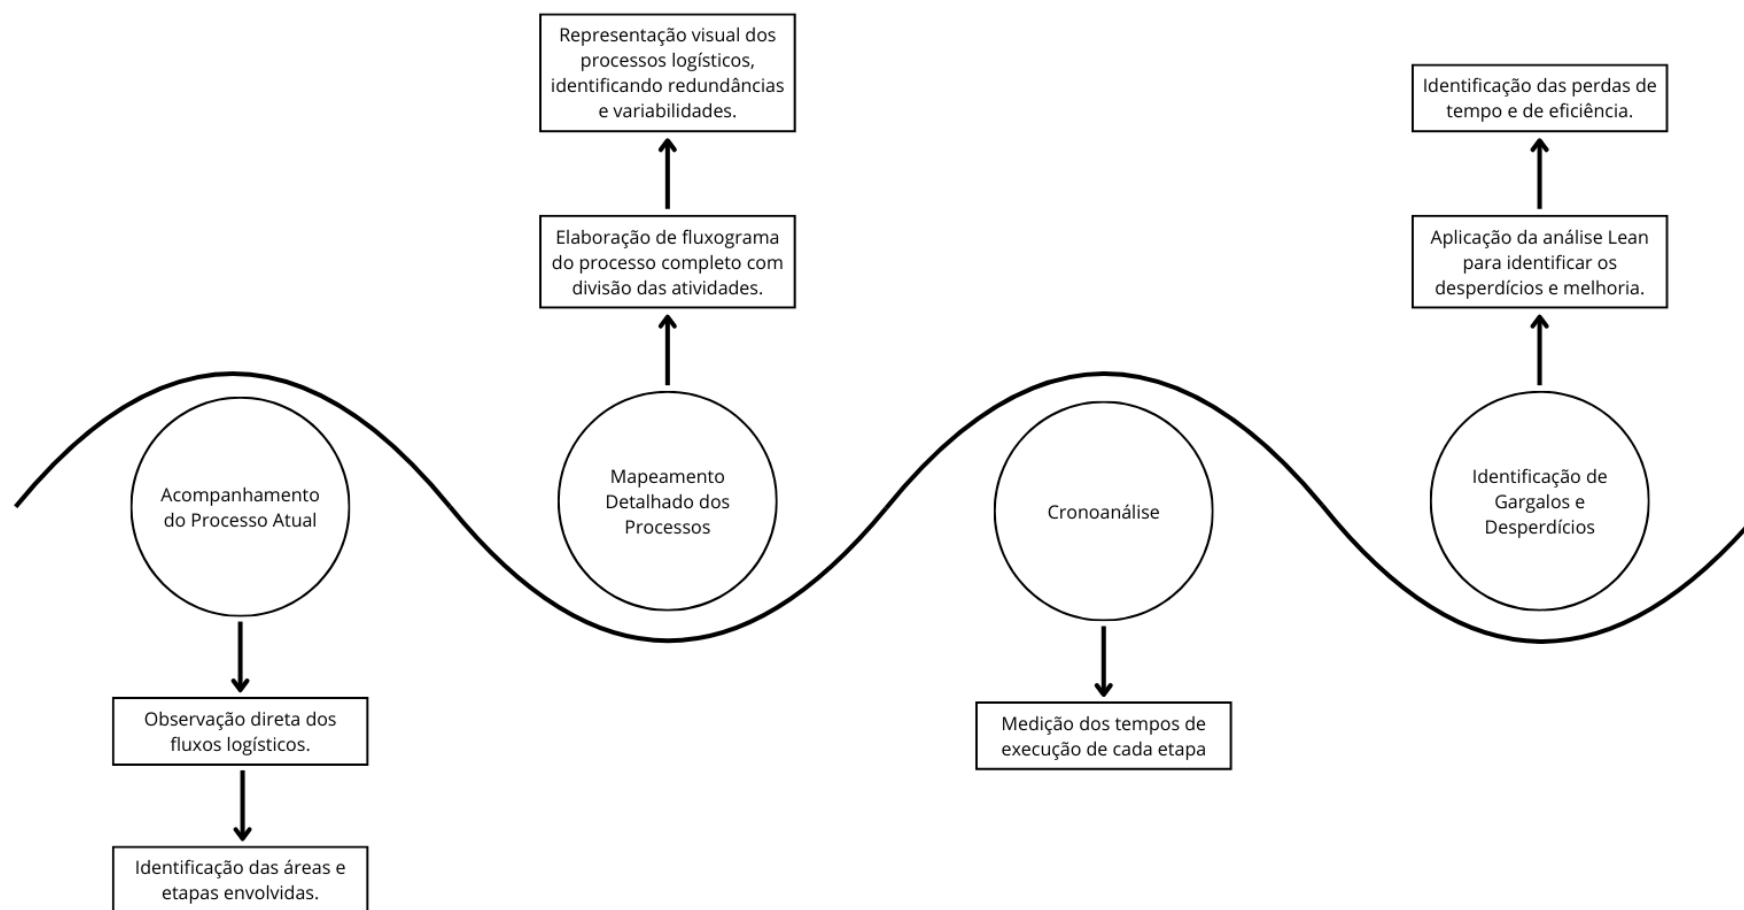 Representação visual dos
processos logísticos,
identificando redundâncias
e variabilidades.
Identificação das perdas de
tempo e de eficiência.
Elaboração de fluxograma
do processo completo com
divisão das atividades.
Aplicação da análise Lean
para identificar os
desperdícios e melhoria.
Acompanhamento
do Processo Atual
Mapeamento
Detalhado dos
Processos
Cronoanálise
Identificação de
Gargalos e
Desperdícios
Observação direta dos
fluxos logísticos.
Medição dos tempos de
execução de cada etapa
Identificação das áreas e
etapas envolvidas.